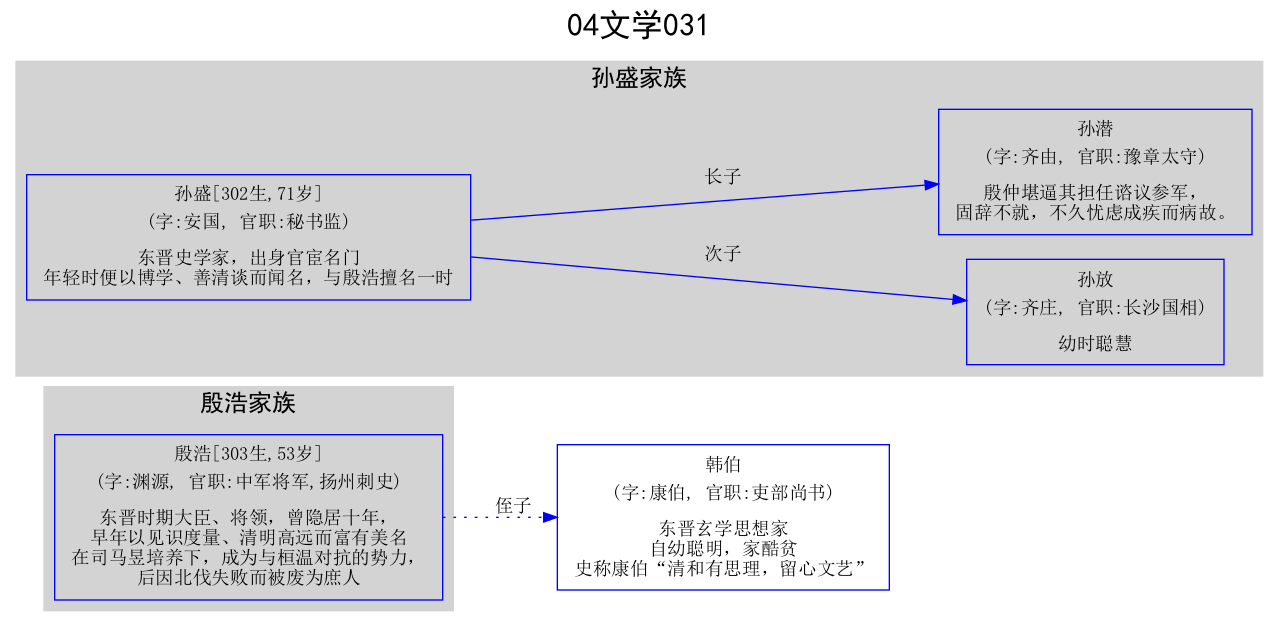 04文学031
孙盛家族
孙盛[302生,71岁]
(字:安国, 官职:秘书监)
东晋史学家，出身官宦名门
年轻时便以博学、善清谈而闻名，与殷浩擅名一时
长子
次子
孙潜
(字:齐由, 官职:豫章太守)
殷仲堪逼其担任谘议参军，
固辞不就，不久忧虑成疾而病故。
孙放
(字:齐庄, 官职:长沙国相)
幼时聪慧
殷浩家族
殷浩[303生,53岁]
(字:渊源, 官职:中军将军,扬州刺史)
东晋时期大臣、将领，曾隐居十年，
早年以见识度量、清明高远而富有美名
在司马昱培养下，成为与桓温对抗的势力，
后因北伐失败而被废为庶人
侄子
韩伯
(字:康伯, 官职:吏部尚书)
东晋玄学思想家
自幼聪明，家酷贫
史称康伯“清和有思理，留心文艺”